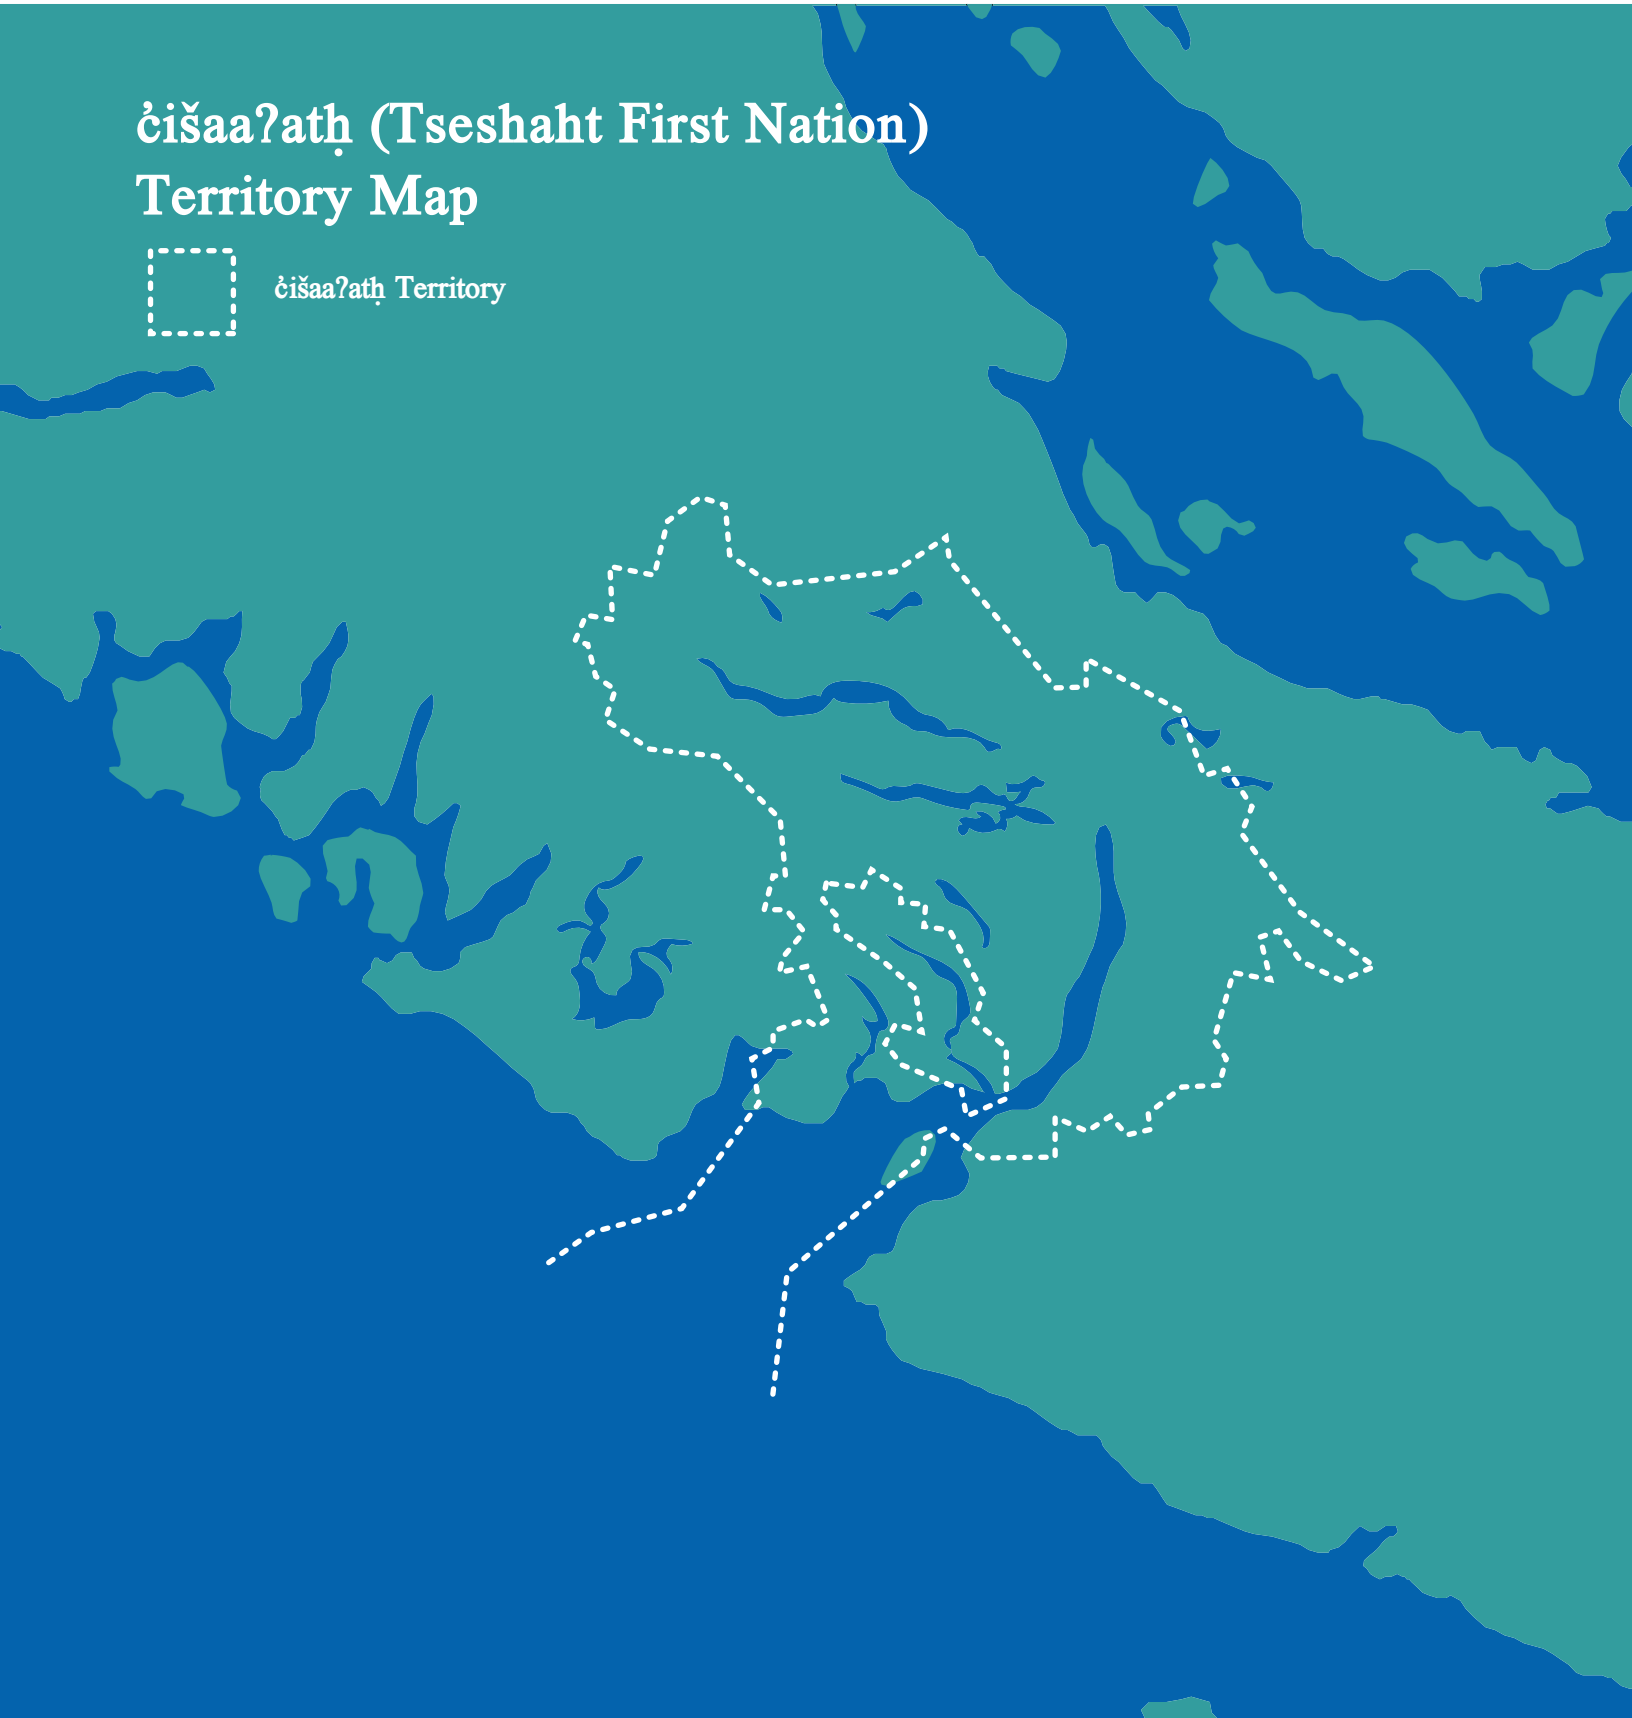 c̓išaaʔatḥ (Tseshaht First Nation)
Territory Map
c̓išaaʔatḥ Territory